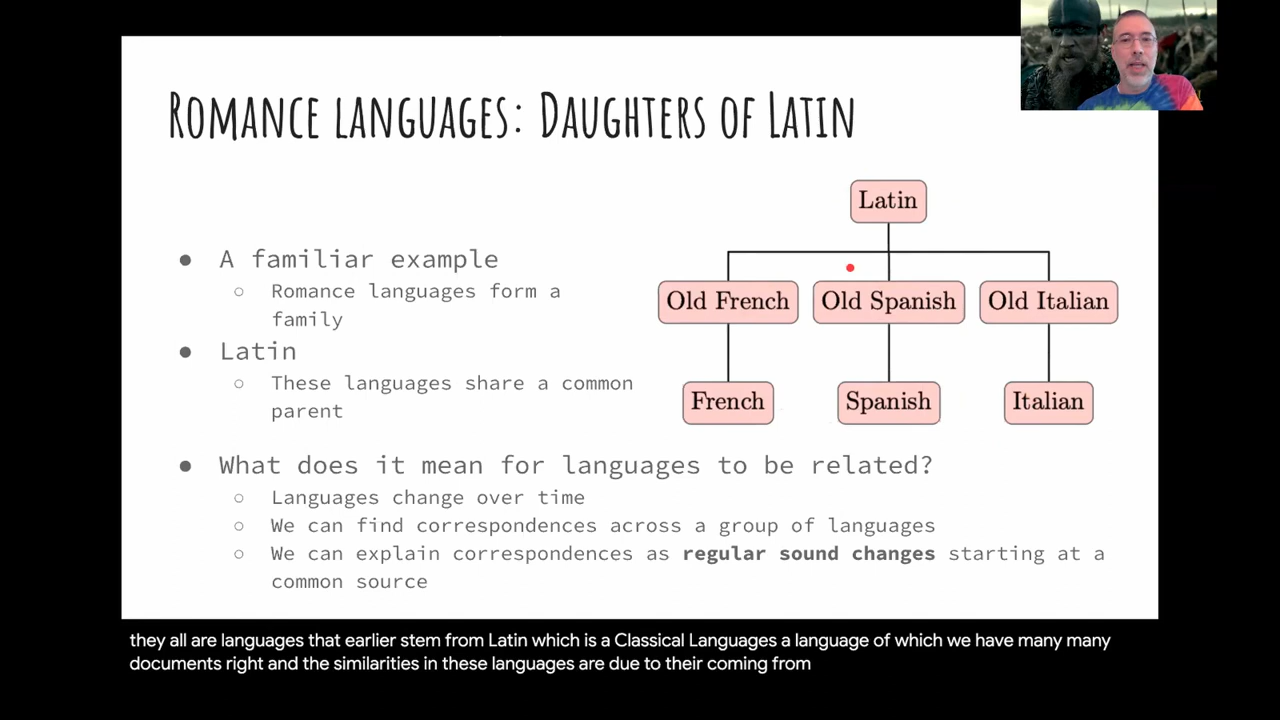 Romance languages: Daughters of Latin
● A familiar example
○ Romance languages form a
family
● Latin
○ These languages share a common
parent
● What does it mean for languages to be related?
○ Languages change over time
○ We can find correspondences across a group of languages
○ We can explain correspondences as regular sound changes starting at a
common source
Latin
Old French Old Spanish Old Italian
French Spanish Italian
they all are languages that earlier stem from Latin which is a Classical Languages a language of which we have many many
documents right and the similarities in these languages are due to their coming from